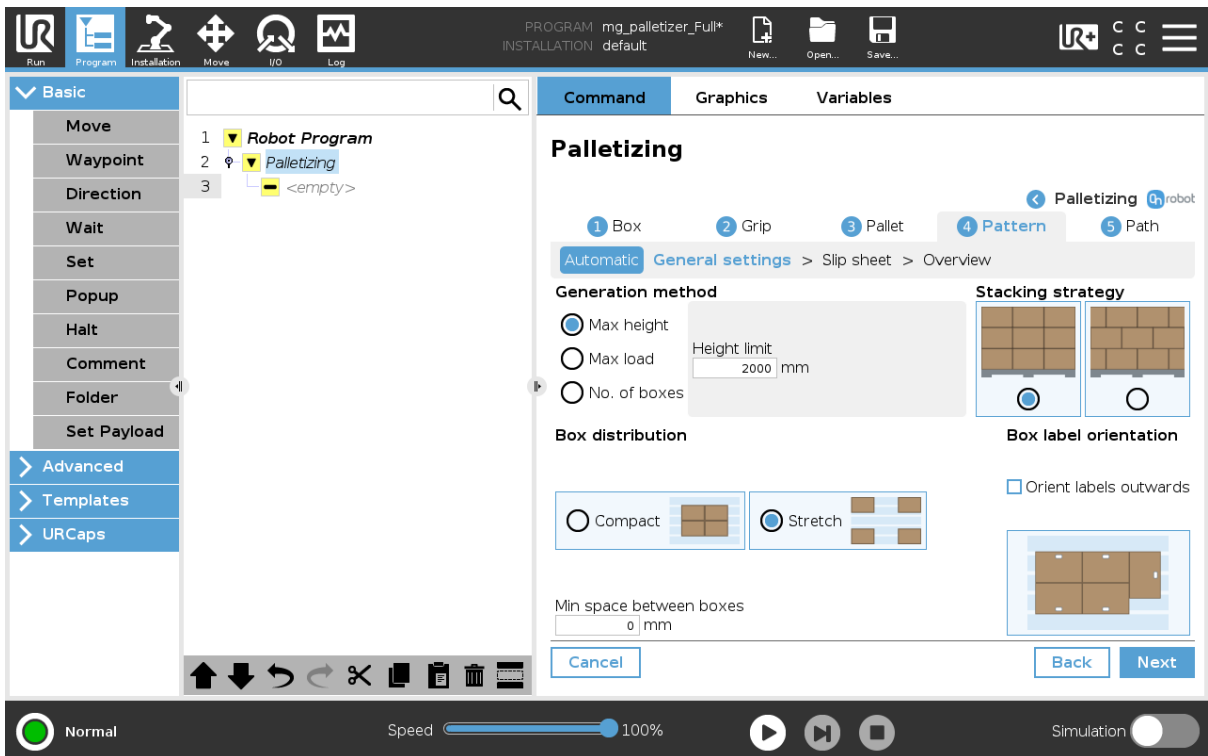 PROGRAM mg_palletizer_Full*
INSTALLATION default
New... Open... Save...
UR+ C C
C C
Run Program Installation Move I/O Log
Basic
Move
Waypoint
Direction
Wait
Set
Popup
Halt
Comment
Folder
Set Payload
Advanced
Templates
URCaps
1 Robot Program
2 Palletizing
3 <empty>
Command Graphics Variables
Palletizing
Palletizing OnRobot
1 Box 2 Grip 3 Pallet 4 Pattern 5 Path
Automatic General settings > Slip sheet > Overview
Generation method
Max height
Max load
No. of boxes
Height limit
2000 mm
Stacking strategy
Box distribution
Compact
Stretch
Min space between boxes
0 mm
Box label orientation
Orient labels outwards
Cancel Back Next
Normal
Speed 100%
Simulation